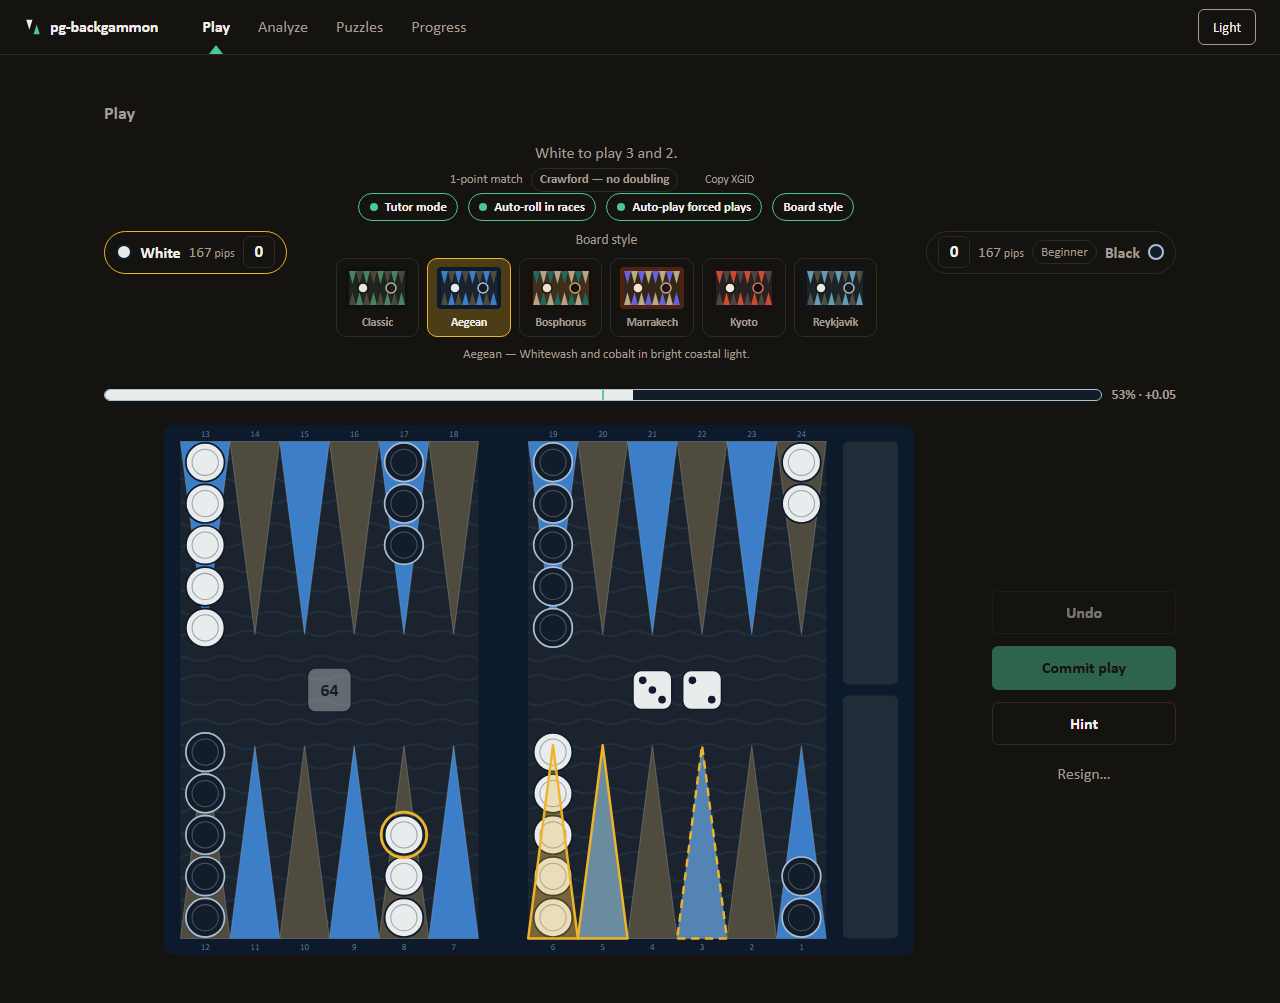 pg-backgammon Play Analyze Puzzles Progress Light
Play
White to play 3 and 2.
1-point match Crawford — no doubling Copy XGID
Tutor mode Auto-roll in races Auto-play forced plays Board style
Board style
White 167 pips 0
0 167 pips Beginner Black
Classic Aegean Bosphorus Marrakech Kyoto Reykjavik
Aegean — Whitewash and cobalt in bright coastal light.
53% · +0.05
13 14 15 16 17 18 19 20 21 22 23 24
64
12 11 10 9 8 7 6 5 4 3 2 1
Undo
Commit play
Hint
Resign...